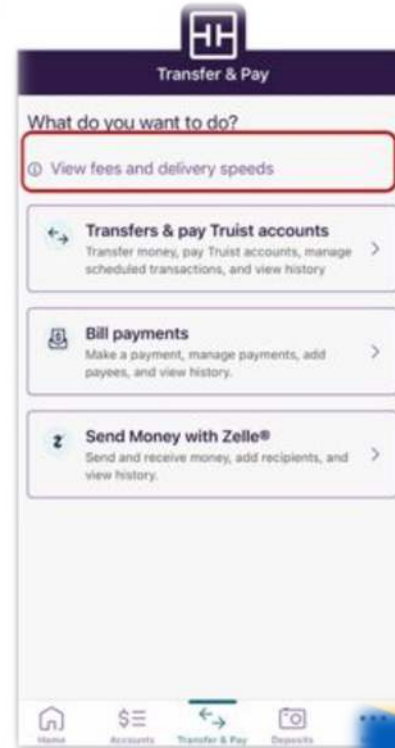 Transfer & Pay
What do you want to do?
View fees and delivery speeds
Transfers & pay Truist accounts
Transfer money, pay Truist accounts, manage
scheduled transactions, and view history
Bill payments
Make a payment, manage payments, add
payees, and view history.
Send Money with Zelle®
Send and receive money, add recipients, and
view history.
Home Accounts Transfer & Pay Deposits